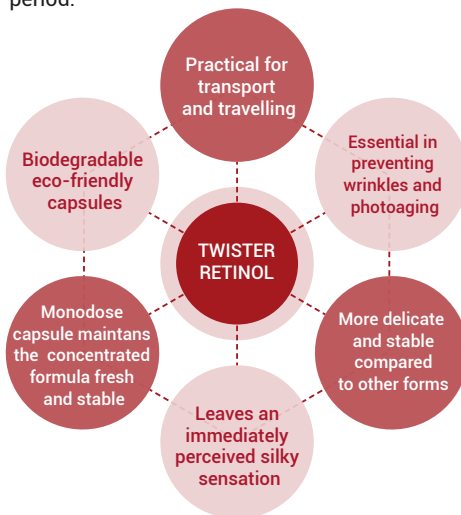 period.
Practical for
transport
and travelling
Biodegradable
eco-friendly
capsules
Essential in
preventing
wrinkles and
photoaging
TWISTER
RETINOL
Monodose
capsule maintans
the concentrated
formula fresh
and stable
More delicate
and stable
compared
to other forms
Leaves an
immediately
perceived silky
sensation